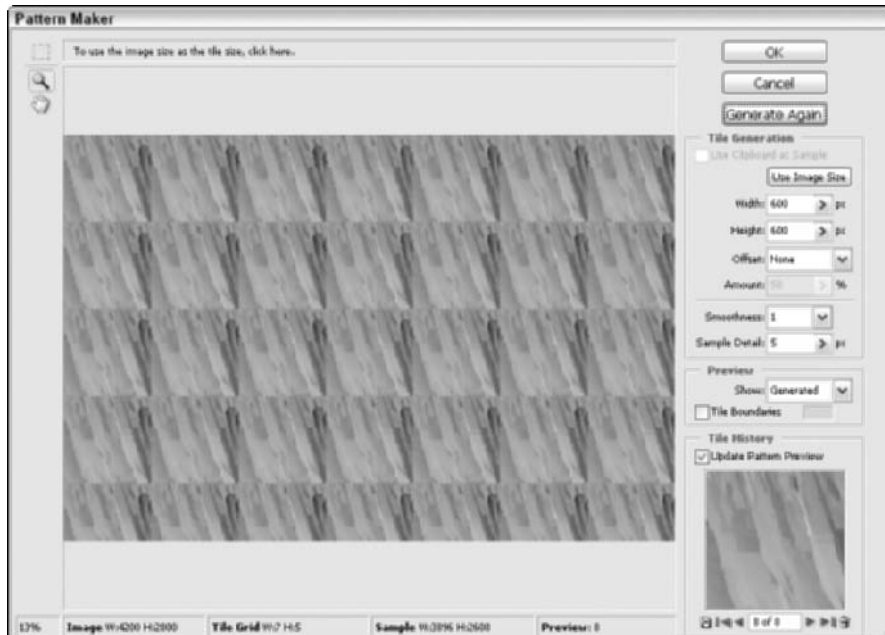 Pattern Maker
To use the image size as the tile size, click here.
OK
Cancel
Generate Again
Tile Generation
Use Clipboard as Sample
Use Image Size
Width: 600
Height: 600
Offset: None
Amount: 50 %
Smoothness: 1
Sample Detail: 5
Preview
Show: Generated
Tile Boundaries
Tile History
Update Pattern Preview
8 of 8
13% Image W:4200 H:2800 Tile Grid W:7 H:5 Sample W:3896 H:2600 Preview: 8